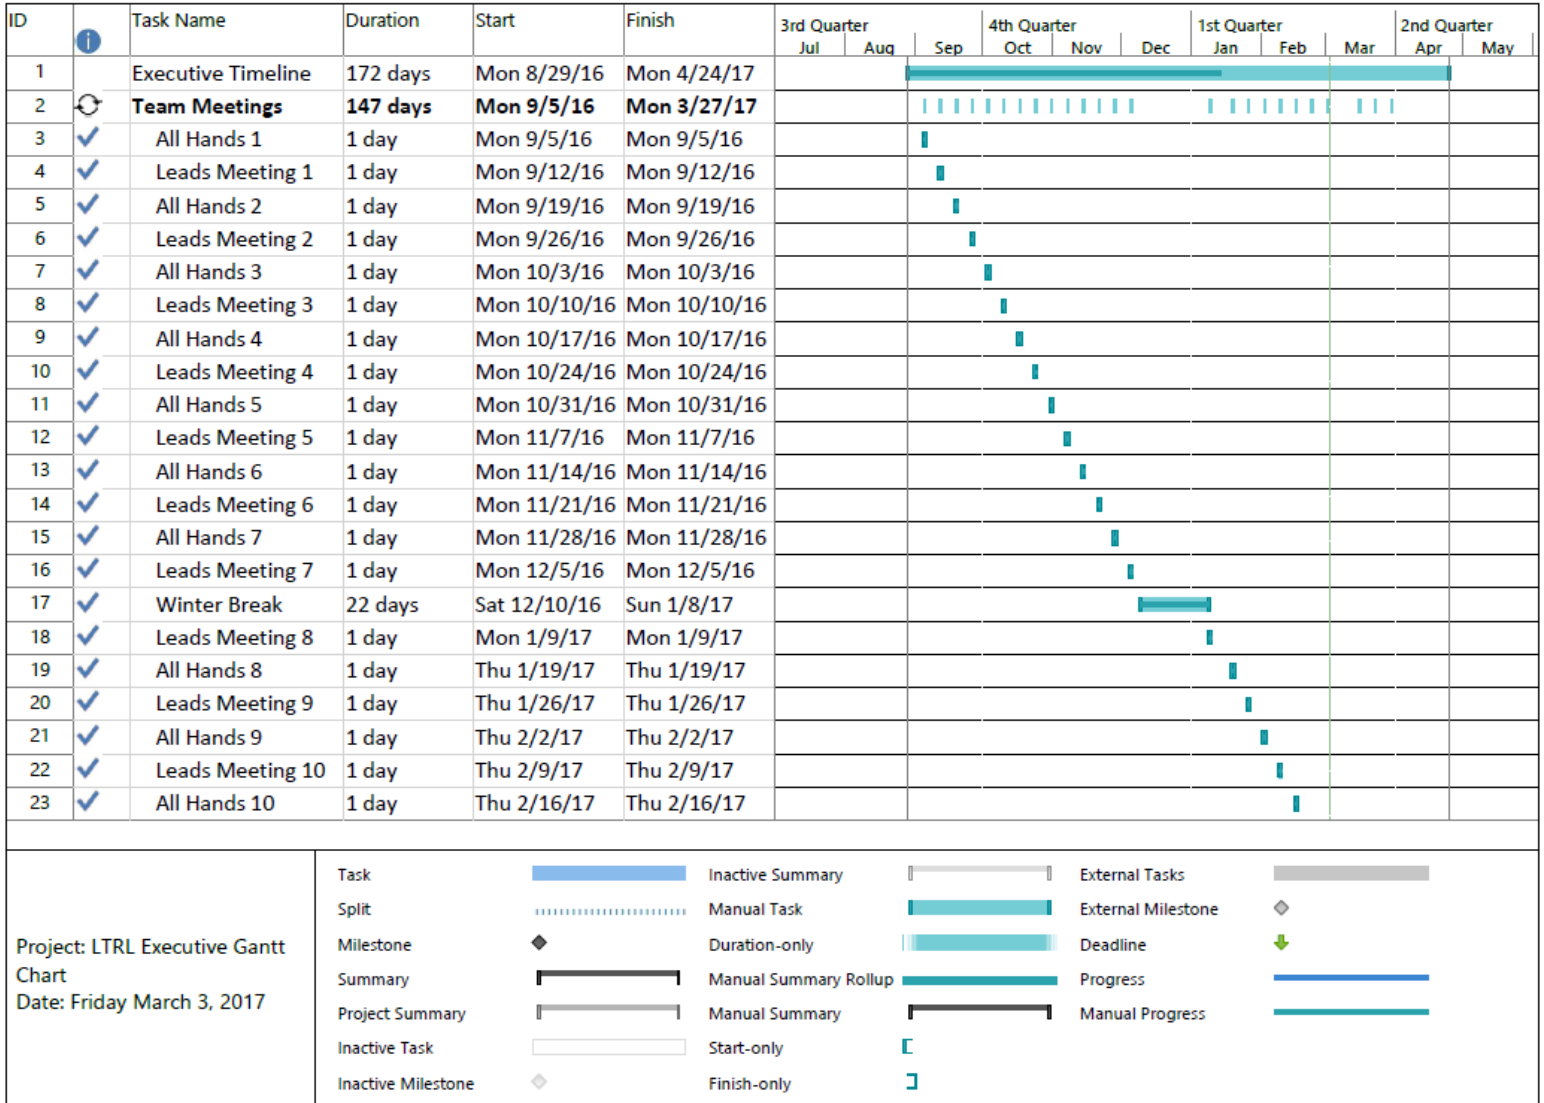 ID Task Name Duration Start Finish 3rd Quarter 4th Quarter 1st Quarter 2nd Quarter
Jul Aug Sep Oct Nov Dec Jan Feb Mar Apr May
1 Executive Timeline 172 days Mon 8/29/16 Mon 4/24/17
2 Team Meetings 147 days Mon 9/5/16 Mon 3/27/17
3 All Hands 1 1 day Mon 9/5/16 Mon 9/5/16
4 Leads Meeting 1 1 day Mon 9/12/16 Mon 9/12/16
5 All Hands 2 1 day Mon 9/19/16 Mon 9/19/16
6 Leads Meeting 2 1 day Mon 9/26/16 Mon 9/26/16
7 All Hands 3 1 day Mon 10/3/16 Mon 10/3/16
8 Leads Meeting 3 1 day Mon 10/10/16 Mon 10/10/16
9 All Hands 4 1 day Mon 10/17/16 Mon 10/17/16
10 Leads Meeting 4 1 day Mon 10/24/16 Mon 10/24/16
11 All Hands 5 1 day Mon 10/31/16 Mon 10/31/16
12 Leads Meeting 5 1 day Mon 11/7/16 Mon 11/7/16
13 All Hands 6 1 day Mon 11/14/16 Mon 11/14/16
14 Leads Meeting 6 1 day Mon 11/21/16 Mon 11/21/16
15 All Hands 7 1 day Mon 11/28/16 Mon 11/28/16
16 Leads Meeting 7 1 day Mon 12/5/16 Mon 12/5/16
17 Winter Break 22 days Sat 12/10/16 Sun 1/8/17
18 Leads Meeting 8 1 day Mon 1/9/17 Mon 1/9/17
19 All Hands 8 1 day Thu 1/19/17 Thu 1/19/17
20 Leads Meeting 9 1 day Thu 1/26/17 Thu 1/26/17
21 All Hands 9 1 day Thu 2/2/17 Thu 2/2/17
22 Leads Meeting 10 1 day Thu 2/9/17 Thu 2/9/17
23 All Hands 10 1 day Thu 2/16/17 Thu 2/16/17
Project: LTRL Executive Gantt
Chart
Date: Friday March 3, 2017
Task Inactive Summary External Tasks
Split Manual Task External Milestone
Milestone Duration-only Deadline
Summary Manual Summary Rollup Progress
Project Summary Manual Summary Manual Progress
Inactive Task Start-only
Inactive Milestone Finish-only